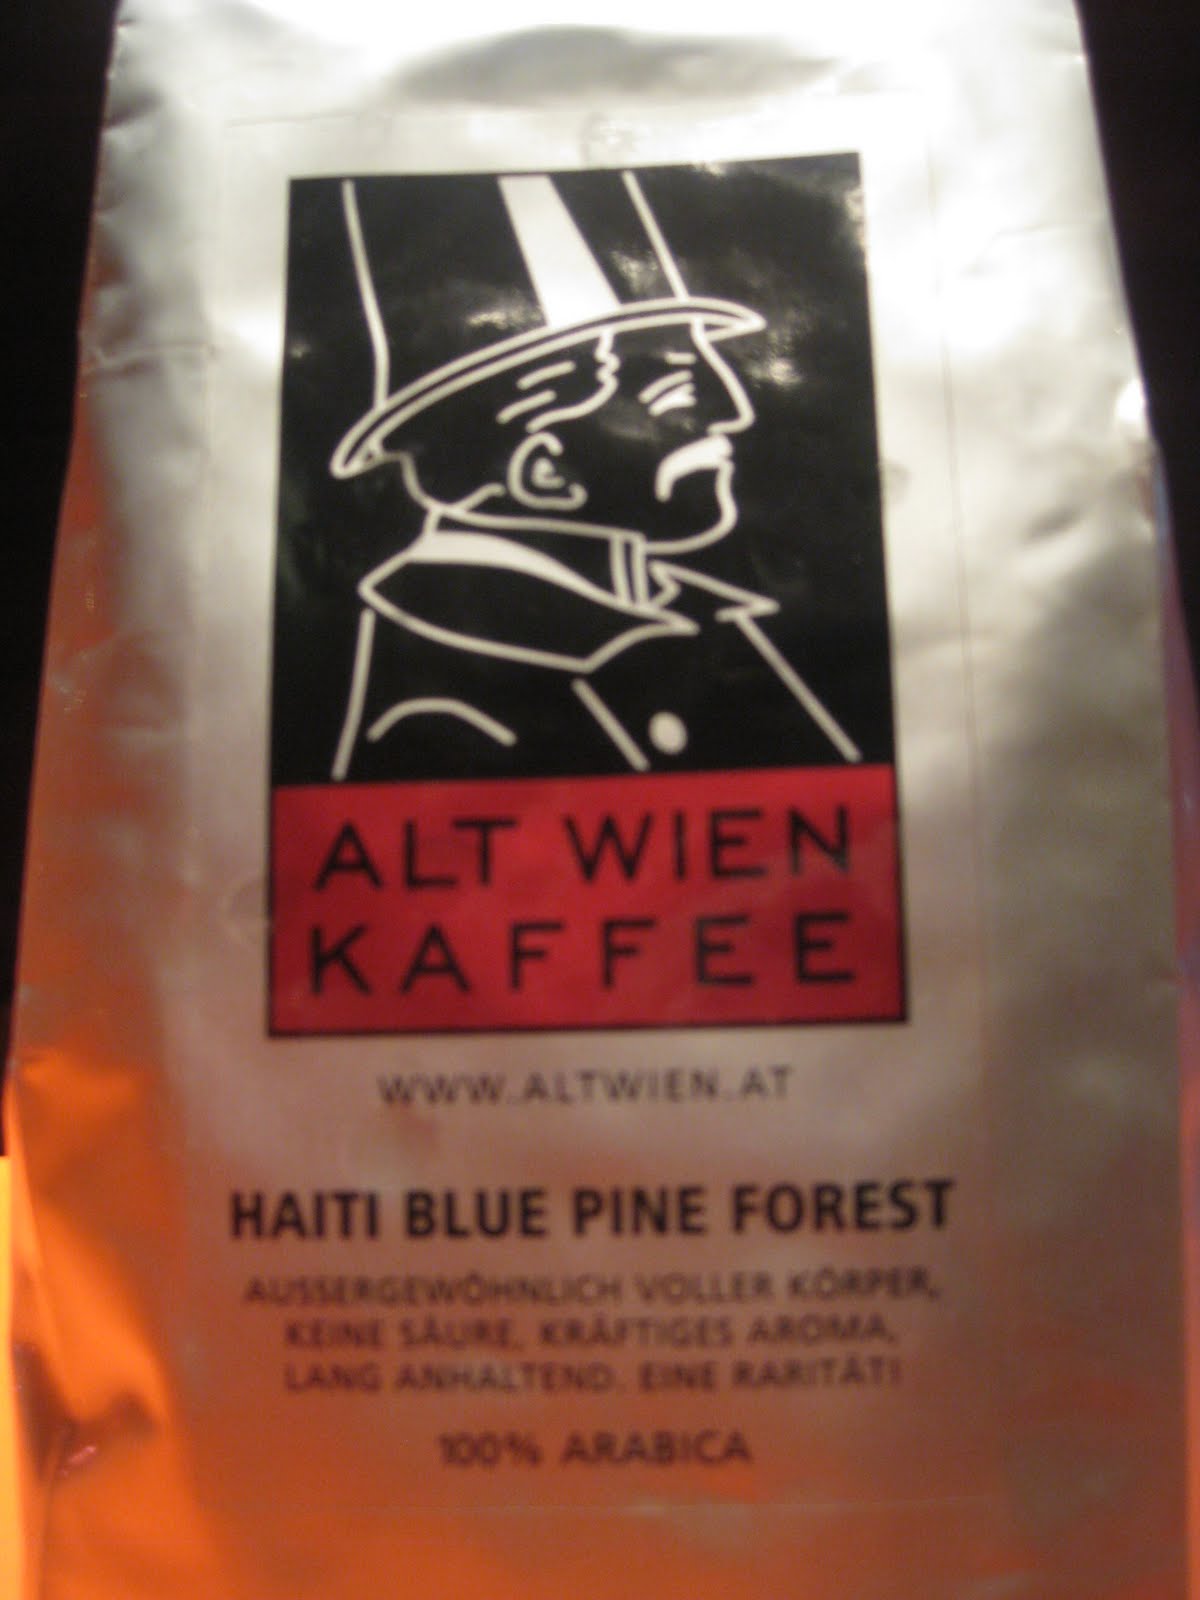 ALT WIEN
KAFFEE
WWW.ALTWIEN.AT
HAITI BLUE PINE FOREST
AUSSERGEWÖHNLICH VOLLER KÖRPER,
KEINE SÄURE, KRÄFTIGES AROMA,
LANG ANHALTEND. EINE RARITÄT!
100% ARABICA